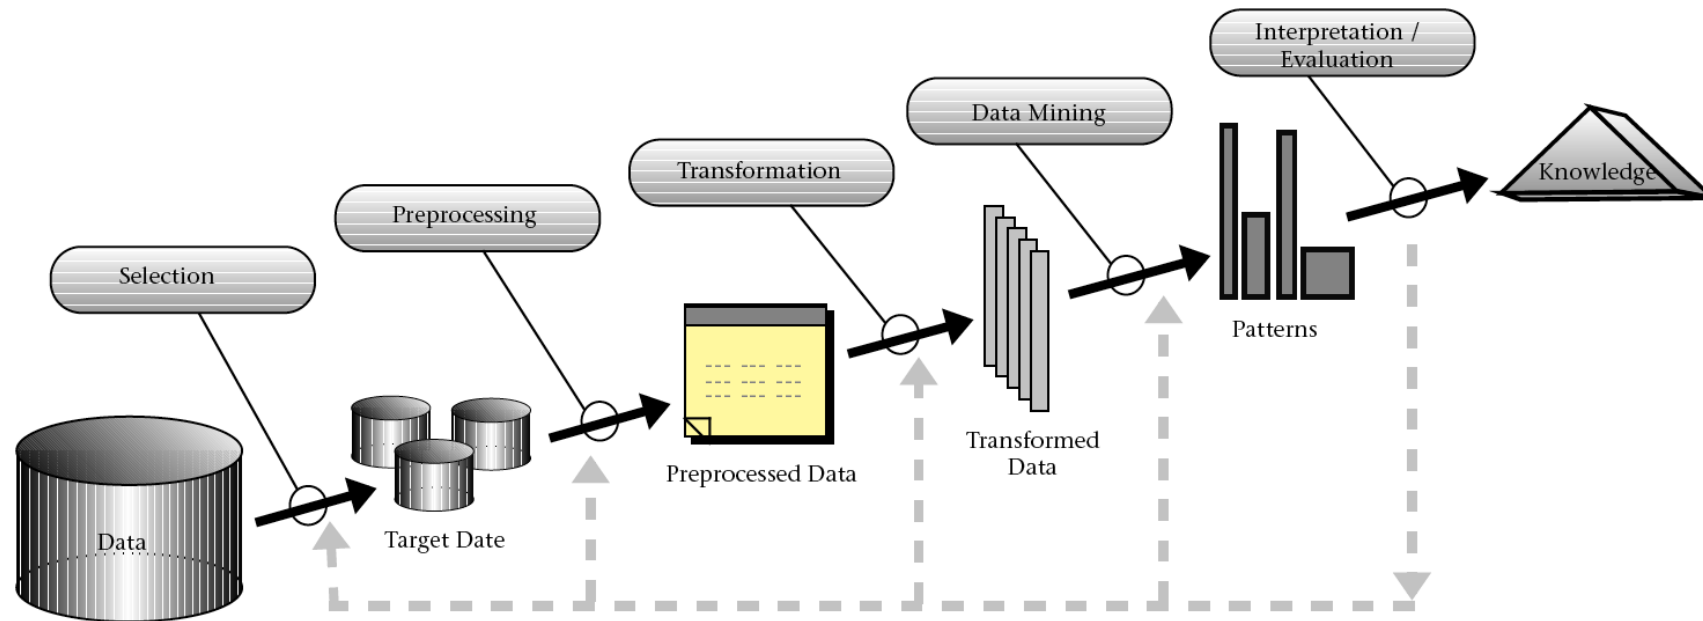 Interpretation /
Evaluation
Data Mining
Transformation
Preprocessing
Selection
Knowledge
Patterns
Transformed
Data
Preprocessed Data
Target Date
Data